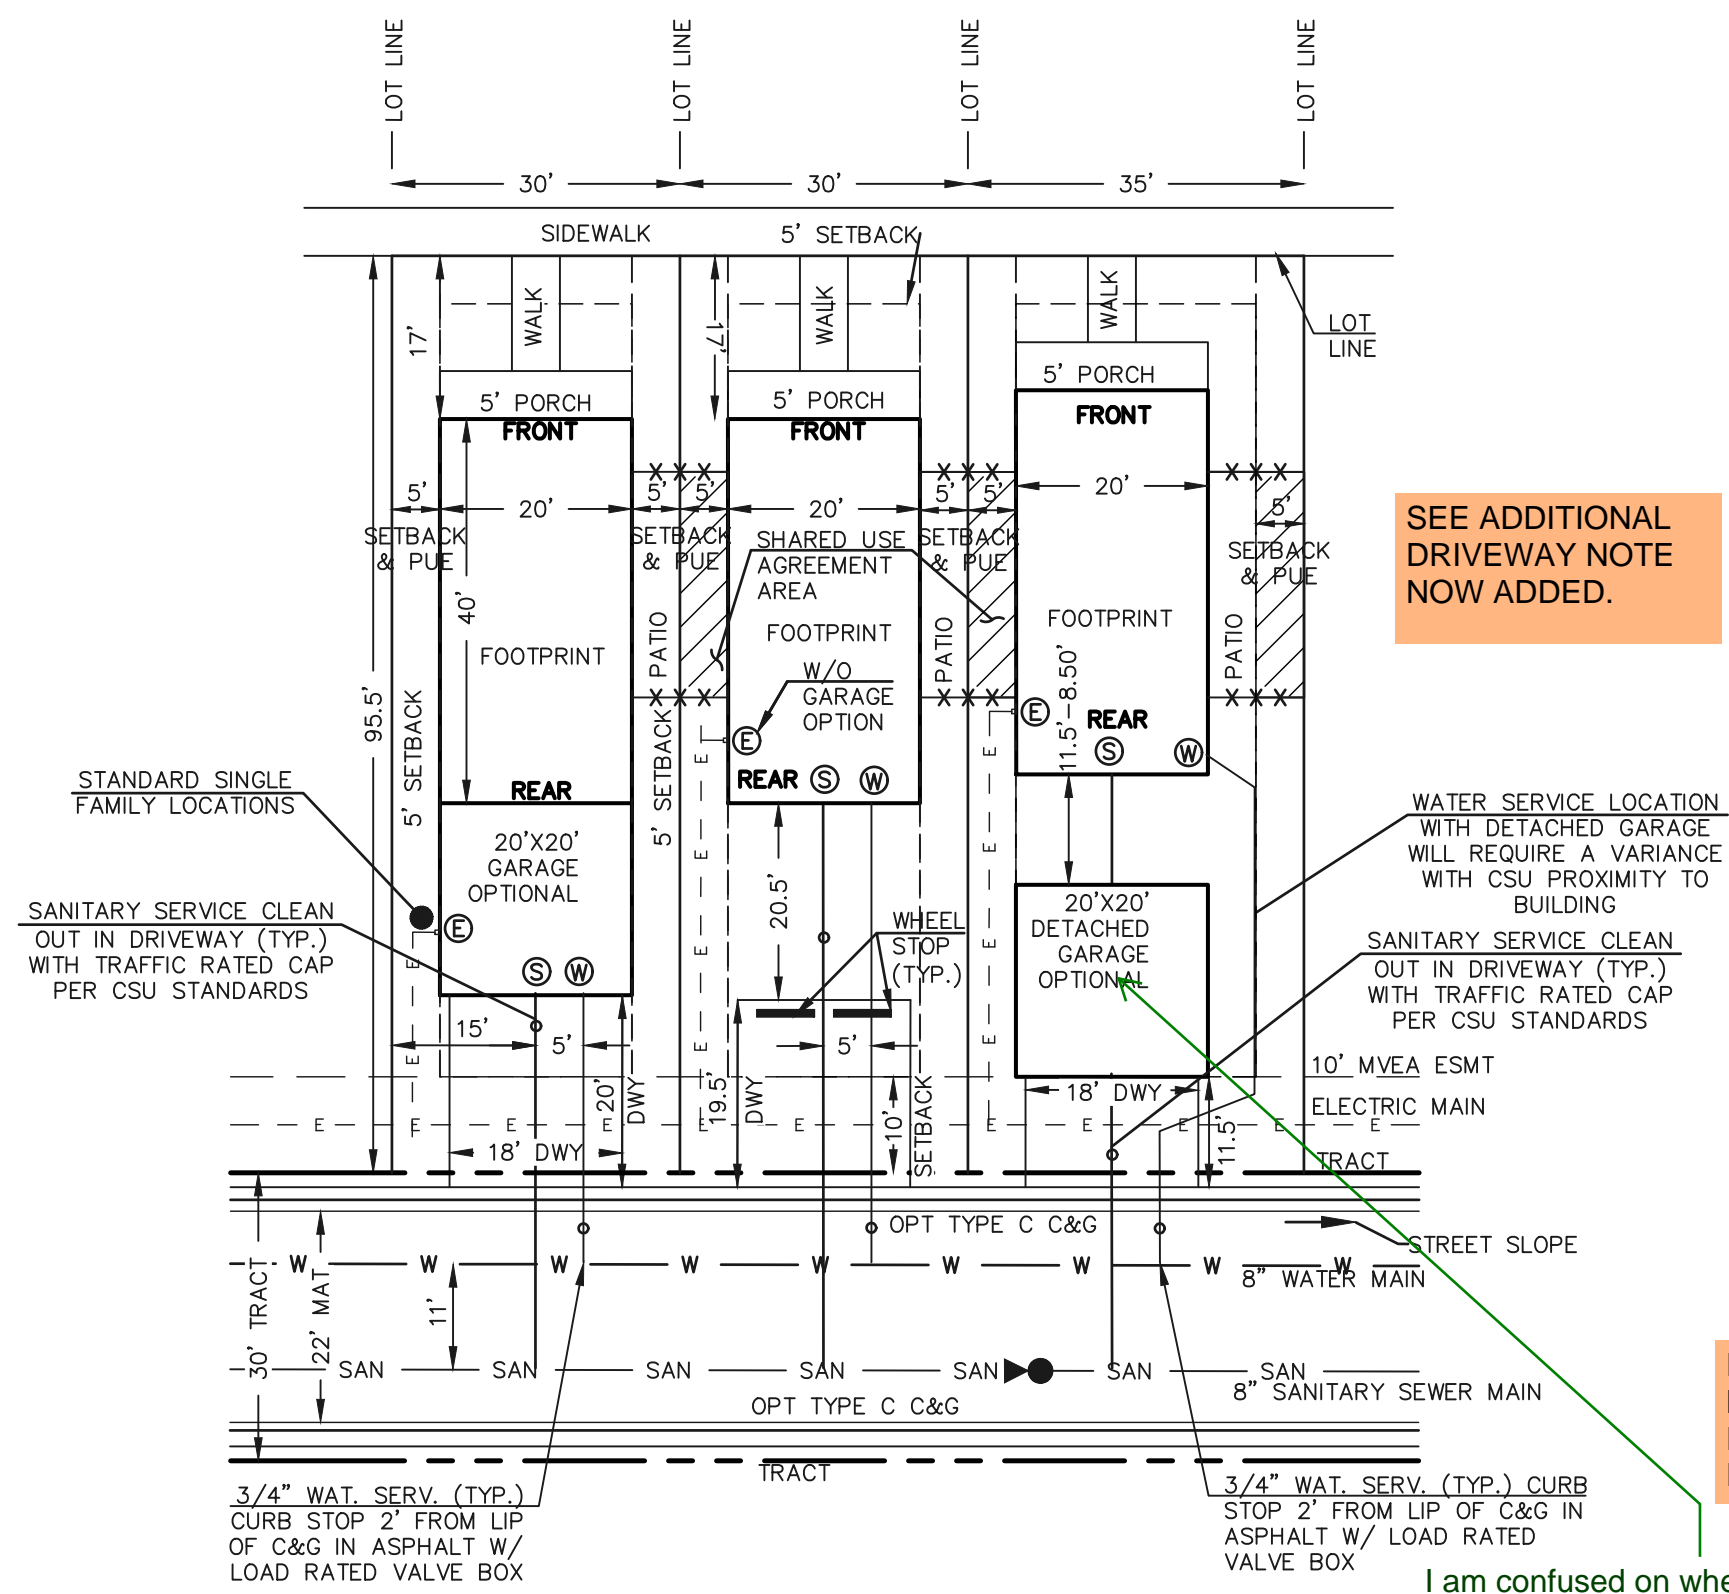 LOT LINE
LOT LINE
LOT LINE
LOT LINE
30'
30'
35'
SIDEWALK
5' SETBACK
WALK
WALK
WALK
17'
17'
LOT
LINE
5' PORCH
5' PORCH
5' PORCH
FRONT
FRONT
FRONT
5'
20'
5'
5'
20'
5'
5'
20'
5'
SETBACK
& PUE
SETBACK
& PUE
SETBACK
& PUE
SETBACK
& PUE
SHARED USE
AGREEMENT
AREA
SEE ADDITIONAL
DRIVEWAY NOTE
NOW ADDED.
40'
95.5'
FOOTPRINT
FOOTPRINT
FOOTPRINT
PATIO
PATIO
PATIO
W/O
GARAGE
OPTION
5' SETBACK
5' SETBACK
11.5'-8.50'
E
E
REAR
REAR
REAR
S
W
S
W
STANDARD SINGLE
FAMILY LOCATIONS
20'X20'
GARAGE
OPTIONAL
E
S
W
SANITARY SERVICE CLEAN
OUT IN DRIVEWAY (TYP.)
WITH TRAFFIC RATED CAP
PER CSU STANDARDS
20.5'
WHEEL
STOP
(TYP.)
20'X20'
DETACHED
GARAGE
OPTIONAL
WATER SERVICE LOCATION
WITH DETACHED GARAGE
WILL REQUIRE A VARIANCE
WITH CSU PROXIMITY TO
BUILDING
SANITARY SERVICE CLEAN
OUT IN DRIVEWAY (TYP.)
WITH TRAFFIC RATED CAP
PER CSU STANDARDS
E
E
E
E
E
E
E
E
15'
5'
5'
20'
DWY
19.5'
DWY
10'
SETBACK
18' DWY
18' DWY
11.5'
10' MVEA ESMT
ELECTRIC MAIN
E E E E E E E E E E E E
TRACT
OPT TYPE C C&G
STREET SLOPE
W W W W W W W W W
8" WATER MAIN
30' TRACT
22' MAT
11'
SAN SAN SAN SAN SAN SAN SAN
8" SANITARY SEWER MAIN
OPT TYPE C C&G
TRACT
3/4" WAT. SERV. (TYP.)
CURB STOP 2' FROM LIP
OF C&G IN ASPHALT W/
LOAD RATED VALVE BOX
3/4" WAT. SERV. (TYP.) CURB
STOP 2' FROM LIP OF C&G IN
ASPHALT W/ LOAD RATED
VALVE BOX
I am confused on whe